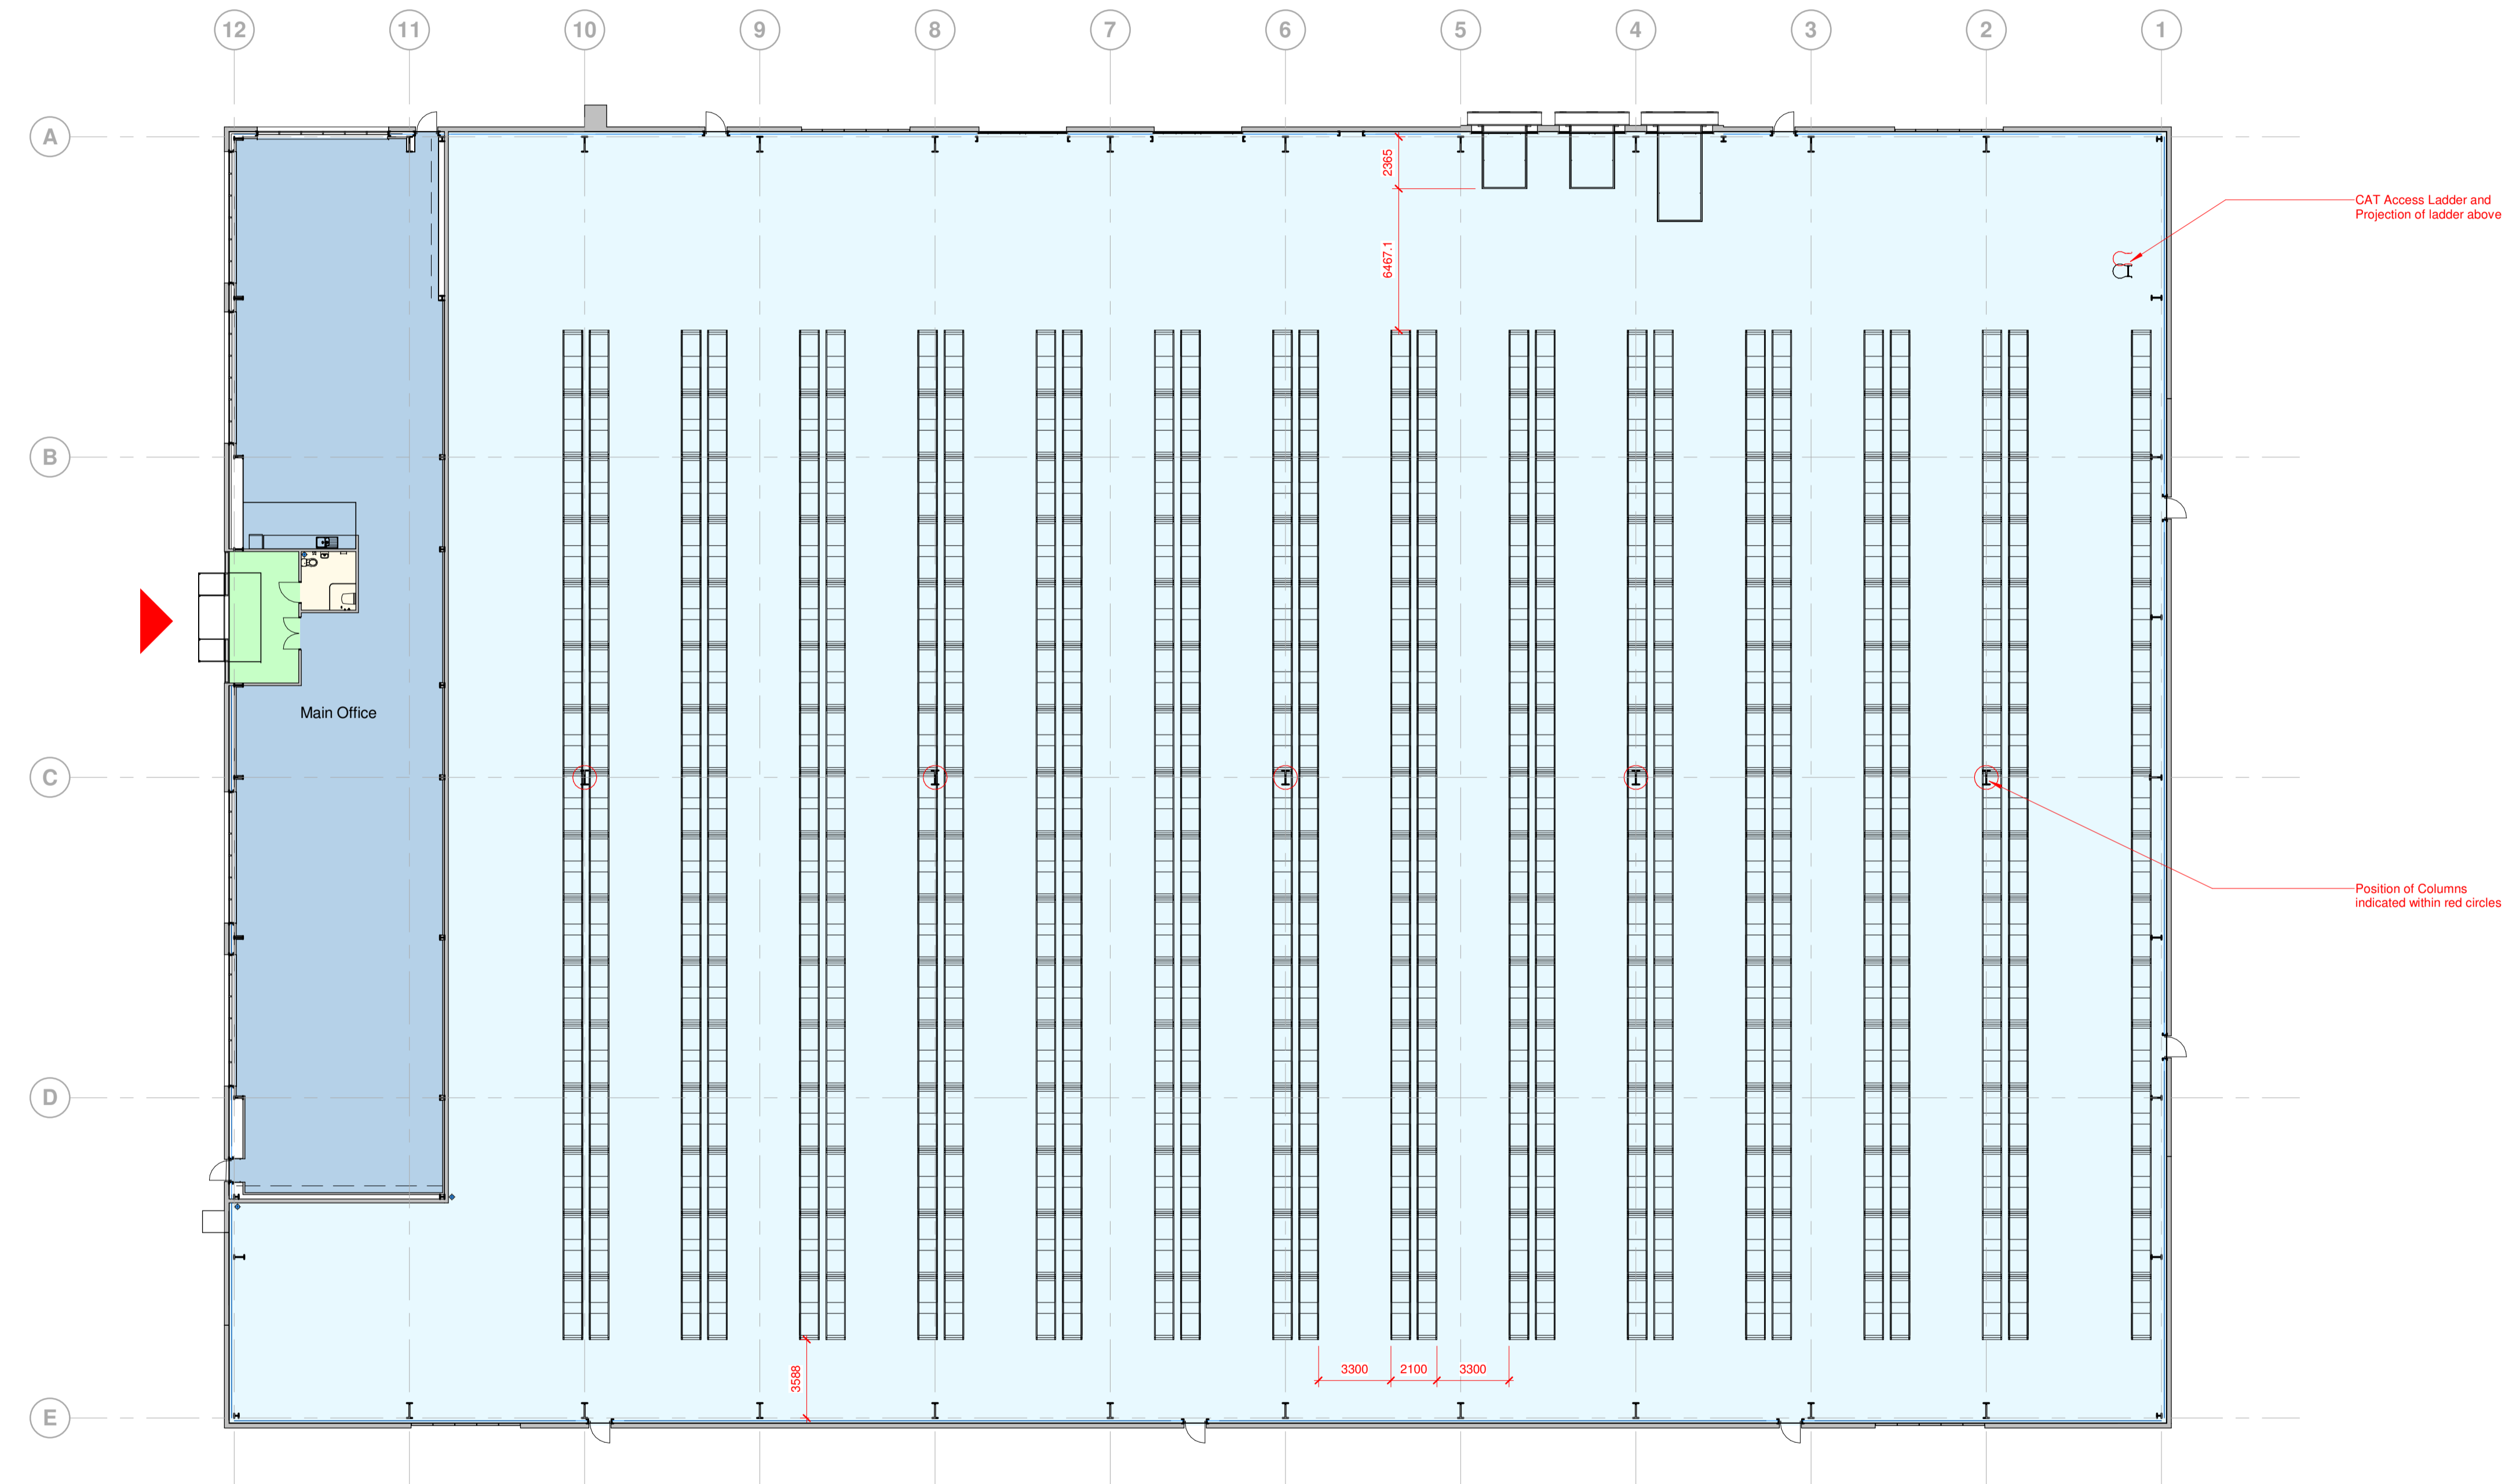 12 11 10 9 8 7 6 5 4 3 2 1
A
2365
CAT Access Ladder and
Projection of ladder above
6467.1
B
Main Office
C
Position of Columns
indicated within red circles
D
3588
3300 2100 3300
E